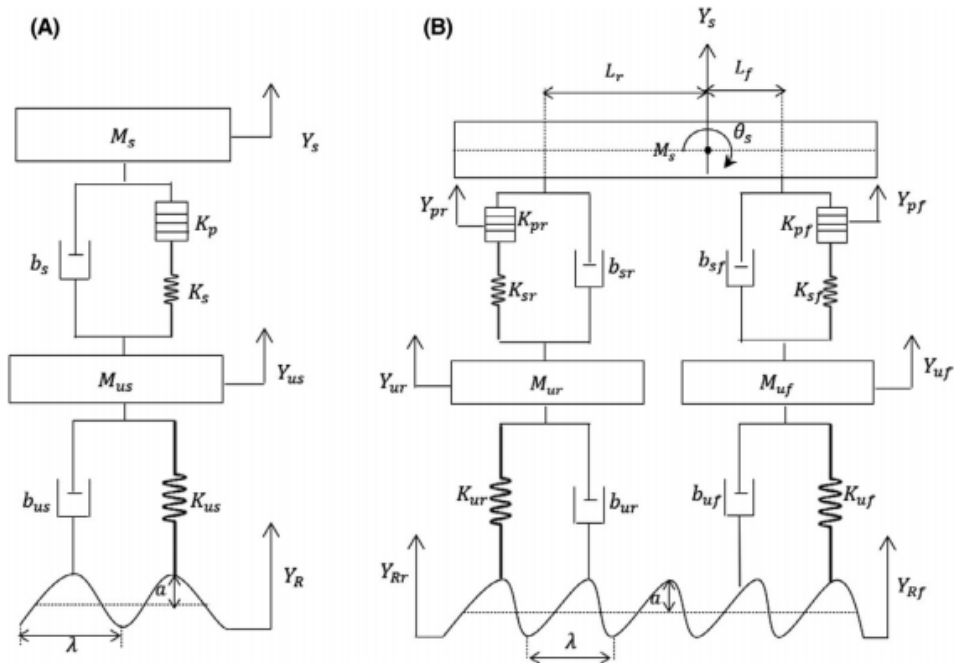 (A)
Y_s
M_s
b_s
K_p
K_s
M_us
Y_us
b_us
K_us
Y_R
a
λ
(B)
Y_s
L_r
L_f
θ_s
M_s
Y_pr
K_pr
K_sr
b_sr
b_sf
K_pf
K_sf
Y_pf
Y_ur
M_ur
M_uf
Y_uf
K_ur
b_ur
b_uf
K_uf
Y_Rr
a
λ
Y_Rf